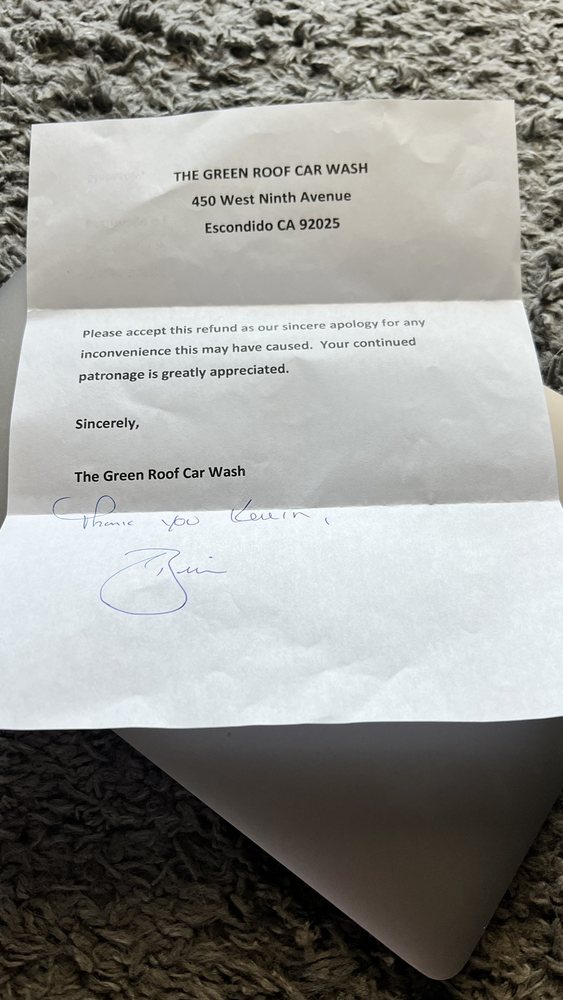 THE GREEN ROOF CAR WASH
450 West Ninth Avenue
Escondido CA 92025
Please accept this refund as our sincere apology for any
inconvenience this may have caused.  Your continued
patronage is greatly appreciated.
Sincerely,
The Green Roof Car Wash
Thank you Kevin,